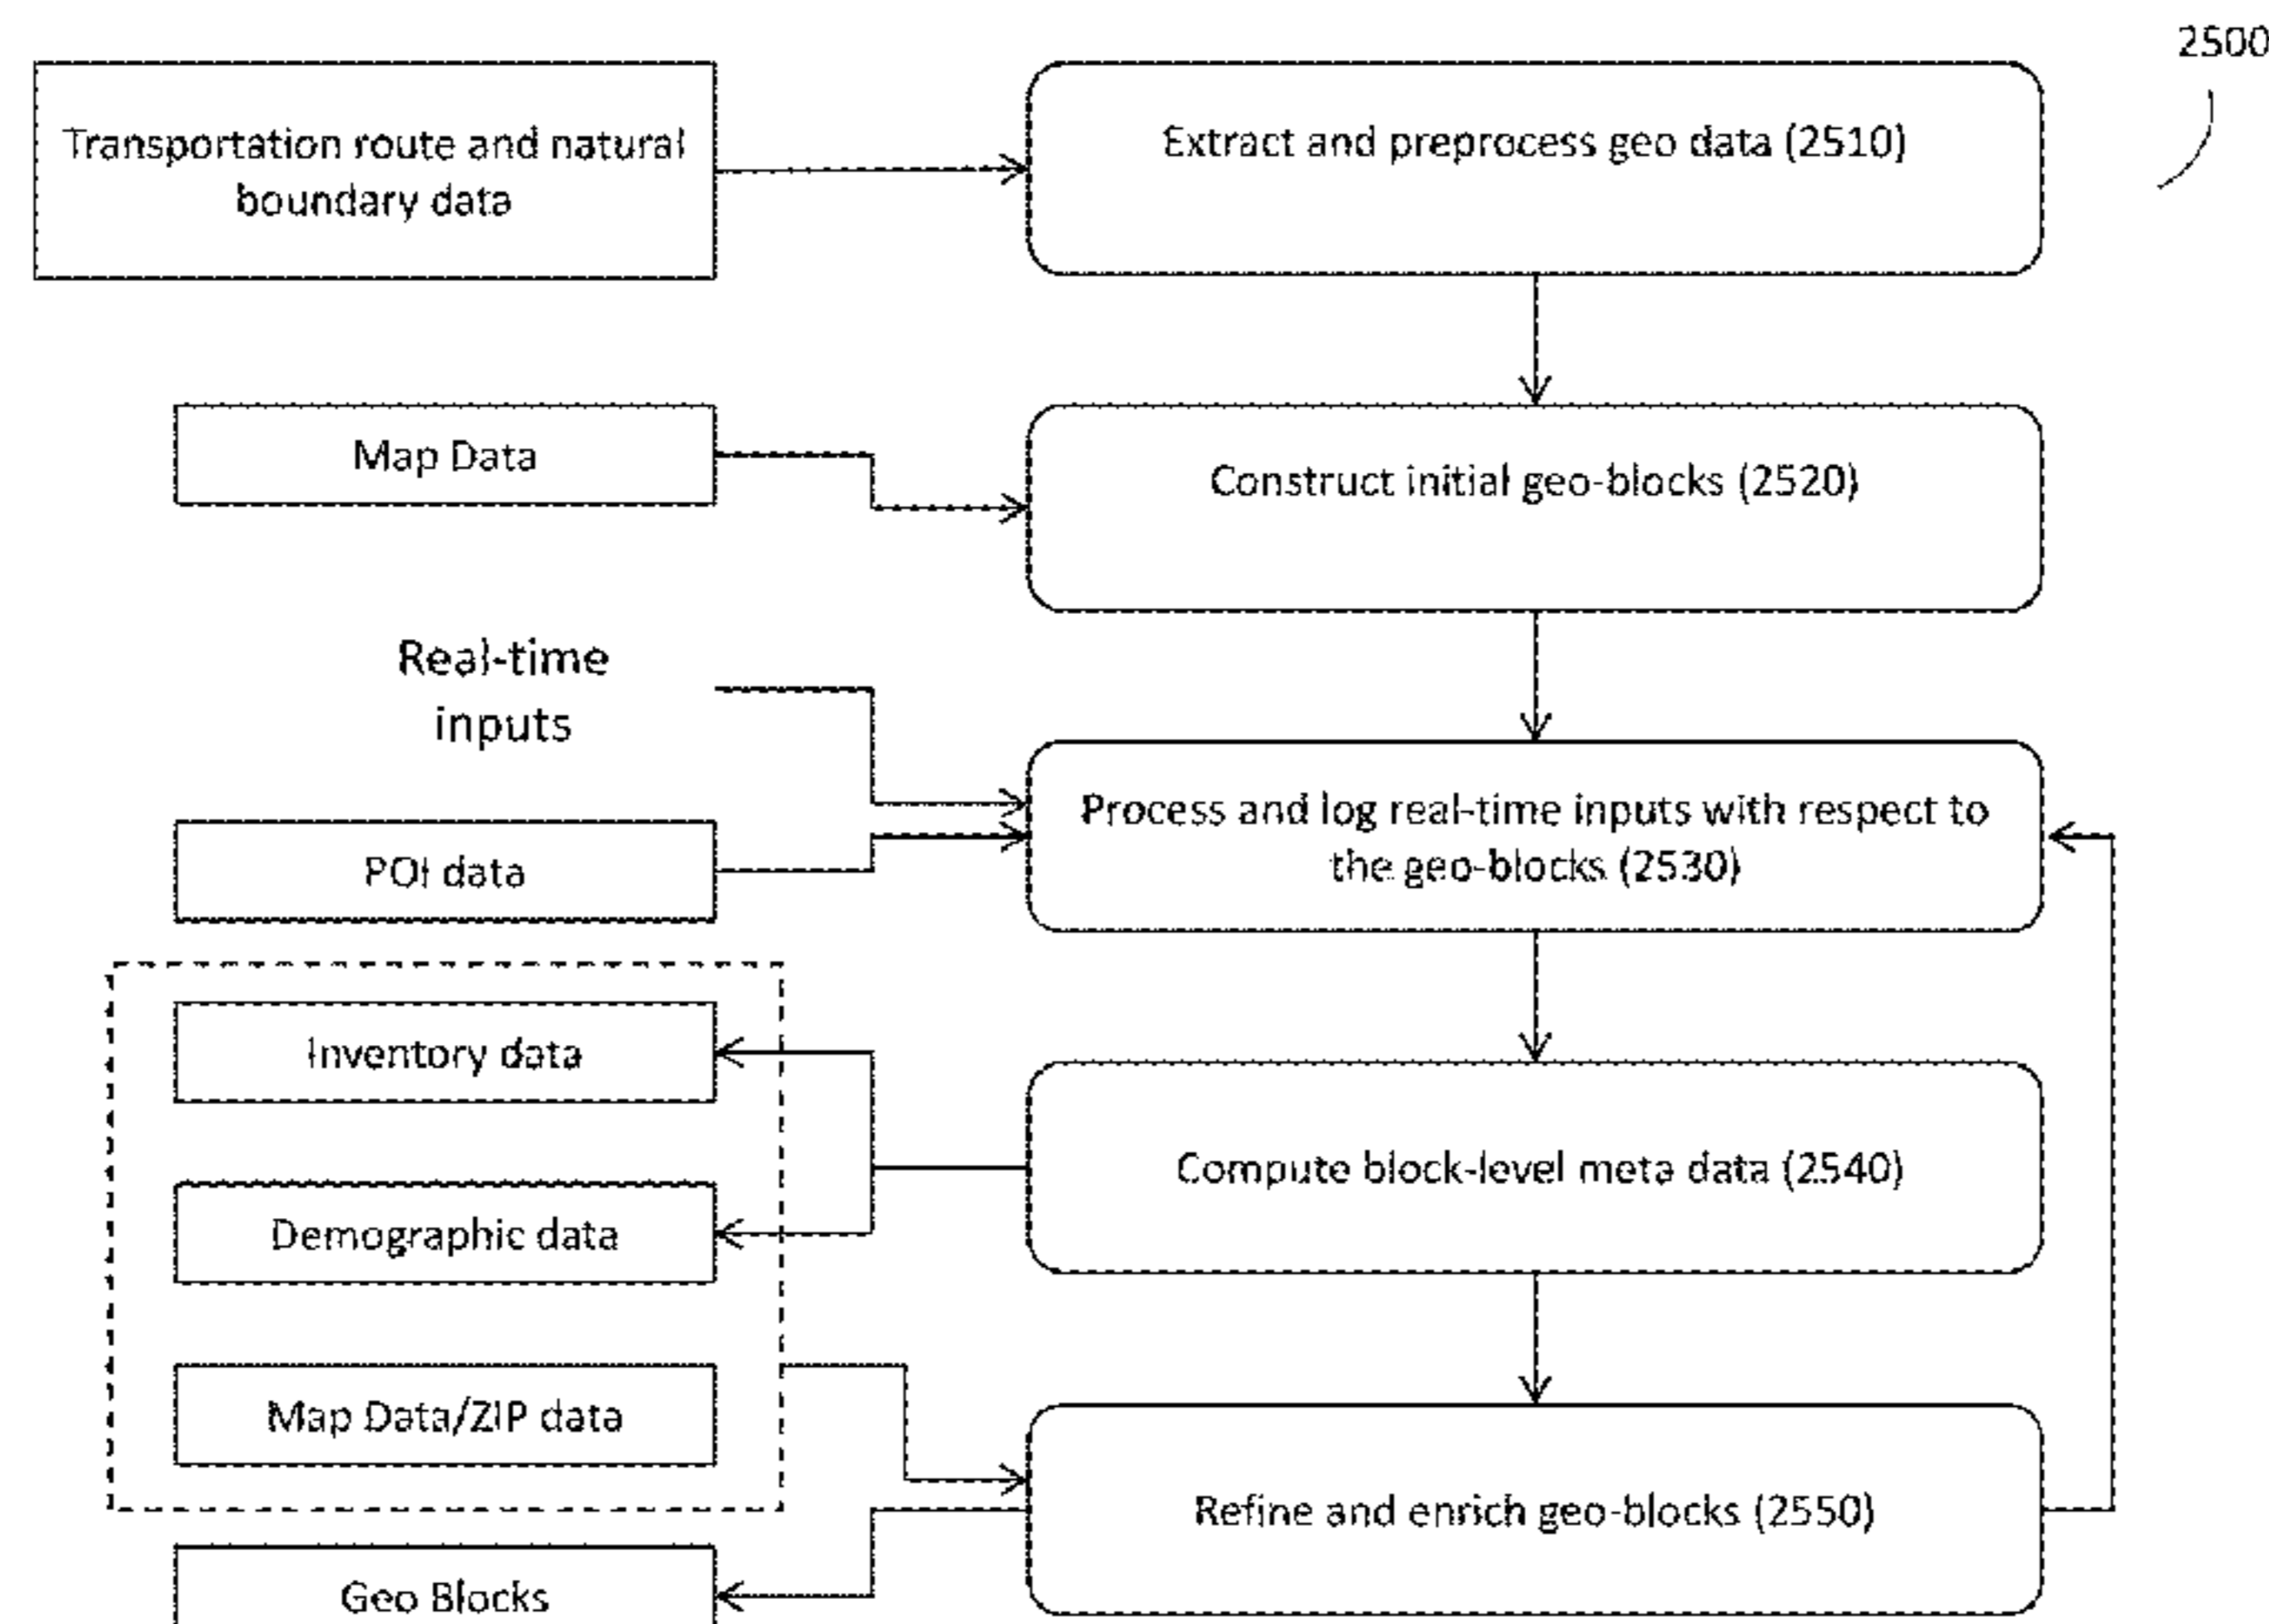 2500
Transportation route and natural
boundary data
Extract and preprocess geo data (2510)
Map Data
Construct initial geo-blocks (2520)
Real-time
inputs
POI data
Process and log real-time inputs with respect to
the geo-blocks (2530)
Inventory data
Demographic data
Compute block-level meta data (2540)
Map Data/ZIP data
Refine and enrich geo-blocks (2550)
Geo Blocks